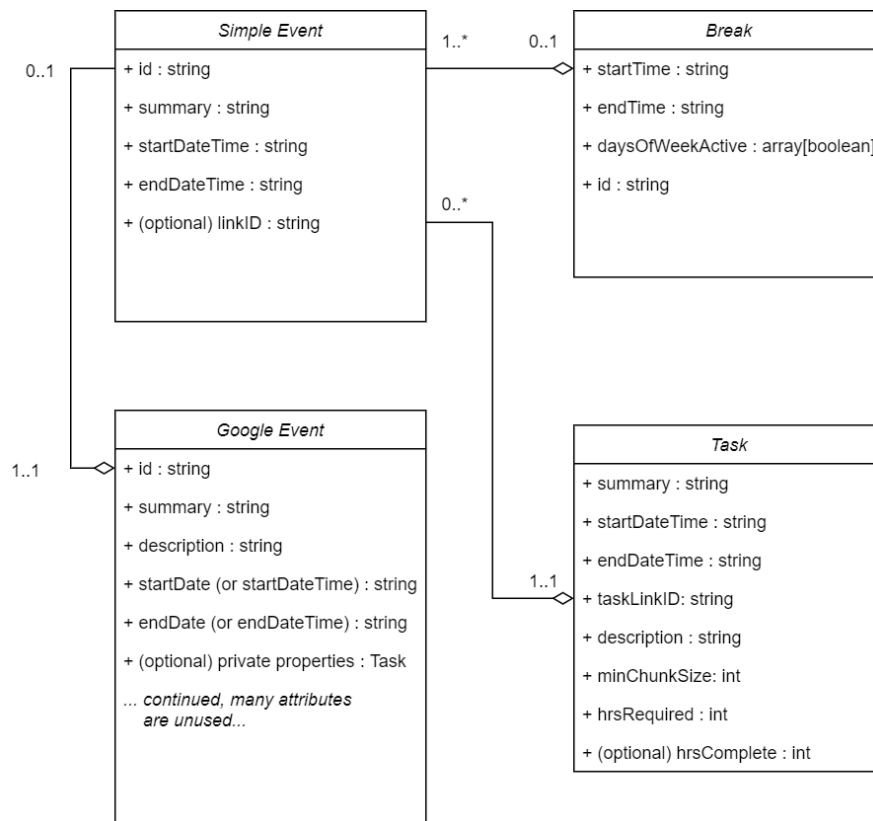 Simple Event
+ id : string
+ summary : string
+ startDateTime : string
+ endDateTime : string
+ (optional) linkID : string
0..1
1..*
0..1
Break
+ startTime : string
+ endTime : string
+ daysOfWeekActive : array[boolean]
+ id : string
0..*
1..1
Google Event
+ id : string
+ summary : string
+ description : string
+ startDate (or startDateTime) : string
+ endDate (or endDateTime) : string
+ (optional) private properties : Task
... continued, many attributes
are unused...
1..1
Task
+ summary : string
+ startDateTime : string
+ endDateTime : string
+ taskLinkID: string
+ description : string
+ minChunkSize: int
+ hrsRequired : int
+ (optional) hrsComplete : int